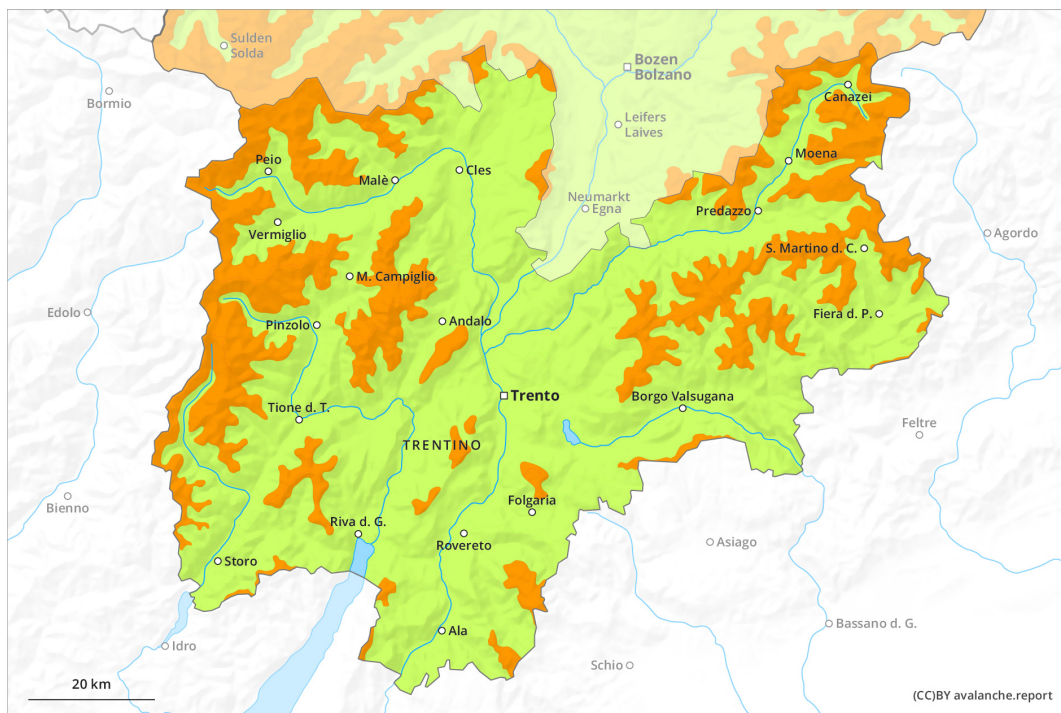 Sulden
Solda
Bozen
Bolzano
Bormio
Canazei
Leifers
Laives
Peio
Moena
Malè
Cles
Neumarkt
Egna
Predazzo
Vermiglio
Agordo
S. Martino d. C.
M. Campiglio
Edolo
Pinzolo
Andalo
Fiera d. P.
Trento
Borgo Valsugana
Tione d. T.
Feltre
TRENTINO
Bienno
Folgaria
Riva d. G.
Rovereto
Asiago
Storo
Bassano d. G.
Ala
Idro
Schio
20 km
(CC)BY avalanche.report